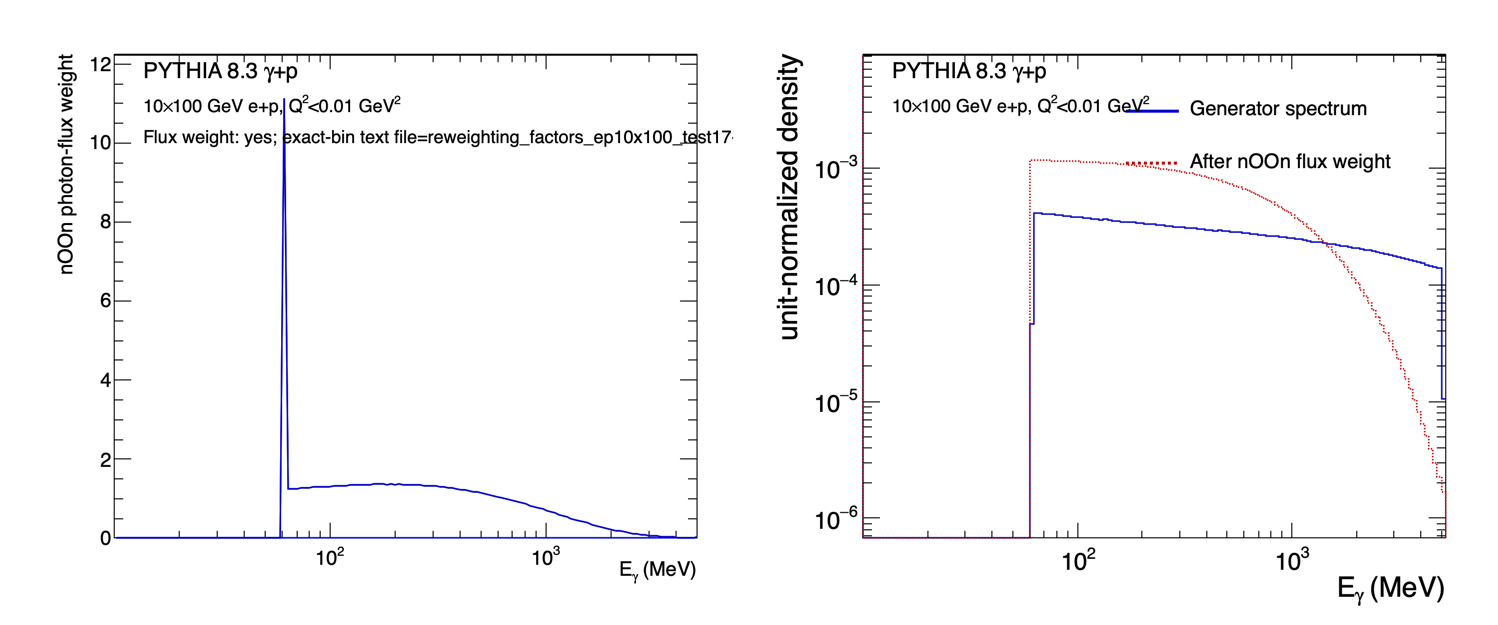 nOOn photon-flux weight
12
10
8
6
4
2
0
PYTHIA 8.3 γ+p
10×100 GeV e+p, Q²<0.01 GeV²
Flux weight: yes; exact-bin text file=reweighting_factors_ep10x100_test17
10²
10³
Eγ (MeV)
unit-normalized density
10⁻³
10⁻⁴
10⁻⁵
10⁻⁶
PYTHIA 8.3 γ+p
10×100 GeV e+p, Q²<0.01 GeV²
Generator spectrum
After nOOn flux weight
10²
10³
Eγ (MeV)